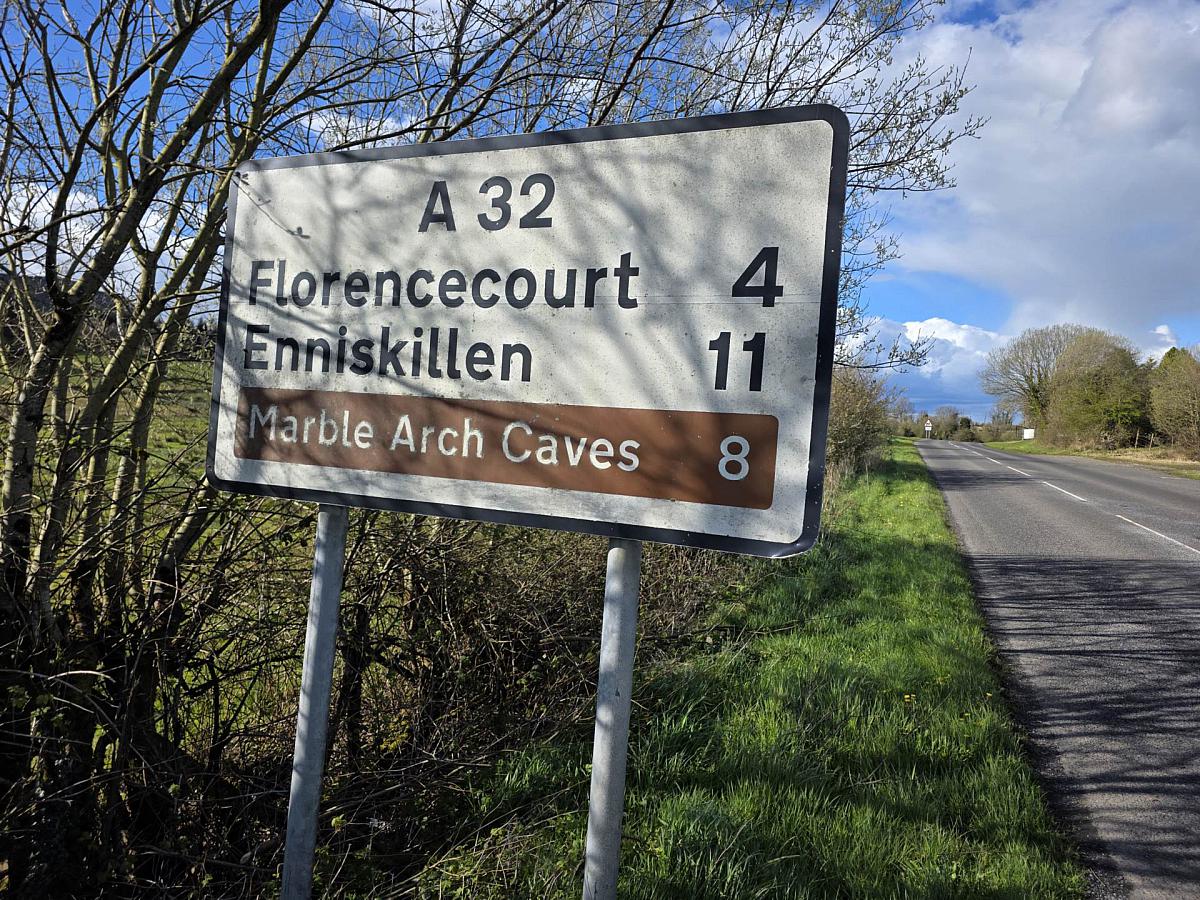 A 32
Florencecourt 4
Enniskillen 11
Marble Arch Caves 8